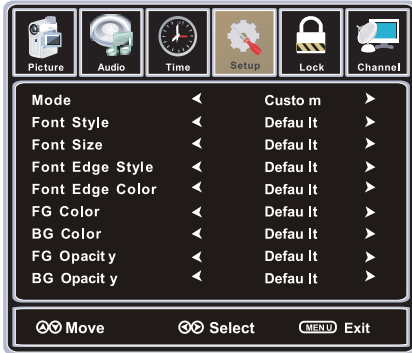 Picture Audio Time Setup Lock Channel
Mode Custo m
Font Style Defau lt
Font Size Defau lt
Font Edge Style Defau lt
Font Edge Color Defau lt
FG Color Defau lt
BG Color Defau lt
FG Opacit y Defau lt
BG Opacit y Defau lt
Move Select MENU Exit